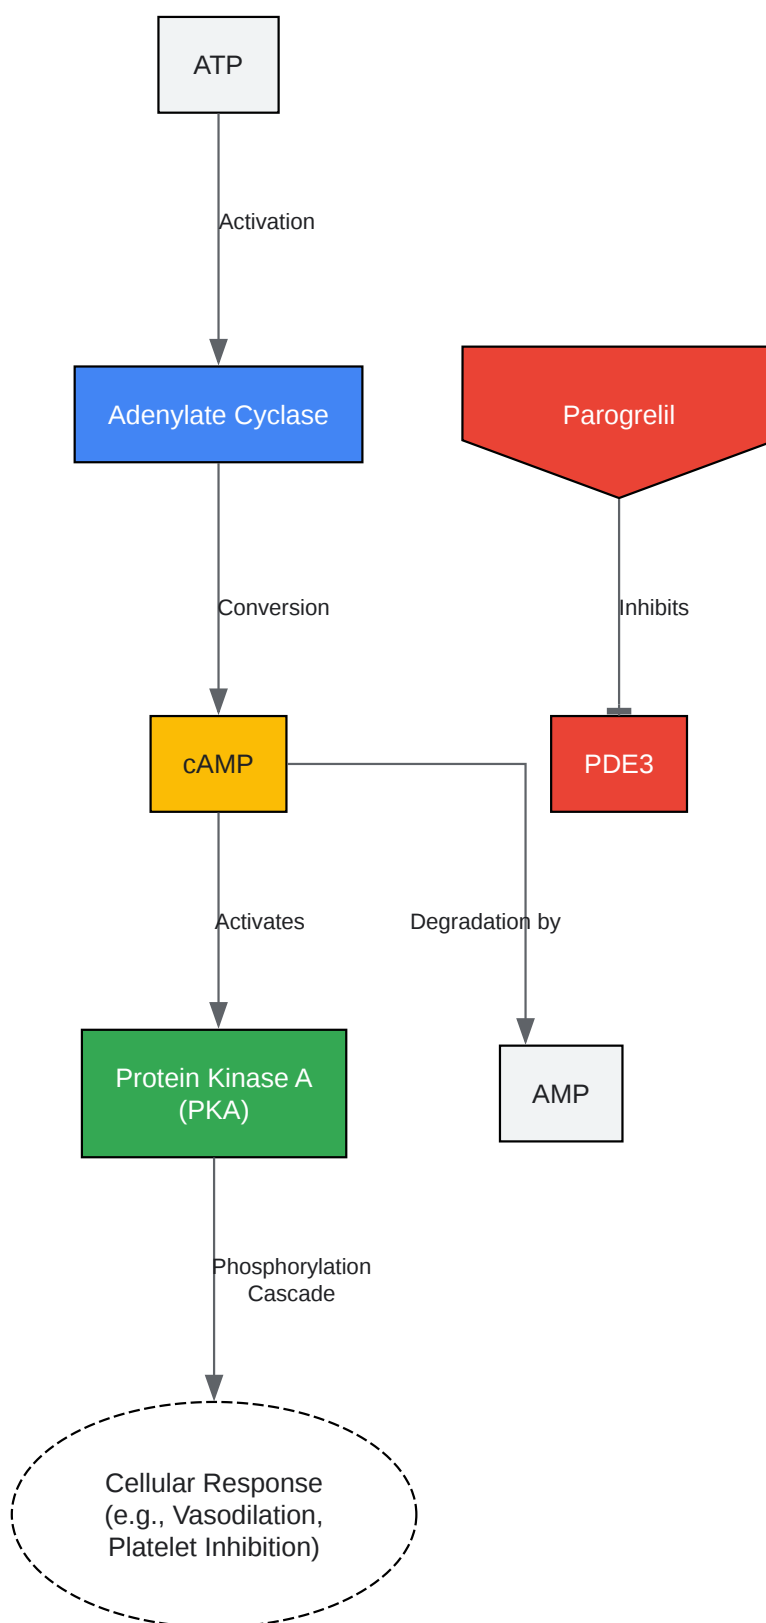 ATP
Activation
Adenylate Cyclase
Parogrelil
Conversion
Inhibits
cAMP
PDE3
Activates
Degradation by
Protein Kinase A
(PKA)
AMP
Phosphorylation
Cascade
Cellular Response
(e.g., Vasodilation,
Platelet Inhibition)